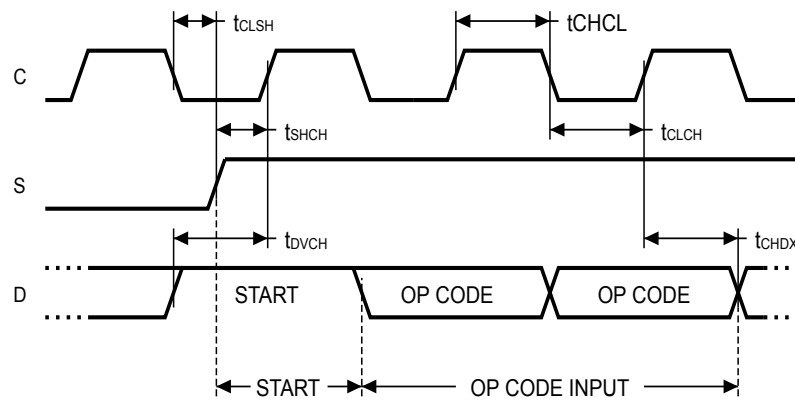 tCLSH
tCHCL
C
tSHCH
tCLCH
S
tDVCH
tCHDX
D
START
OP CODE
OP CODE
START
OP CODE INPUT